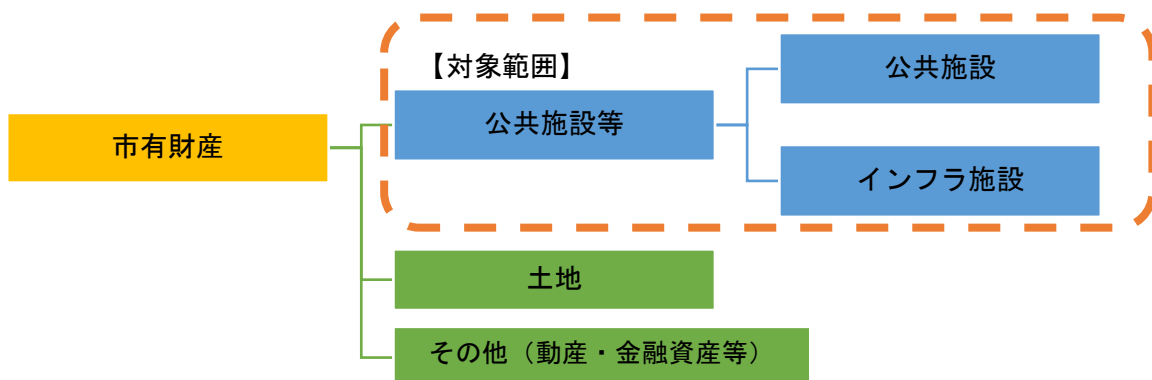 【対象範囲】
公共施設
公共施設等
市有財産
インフラ施設
土地
その他（動産・金融資産等）